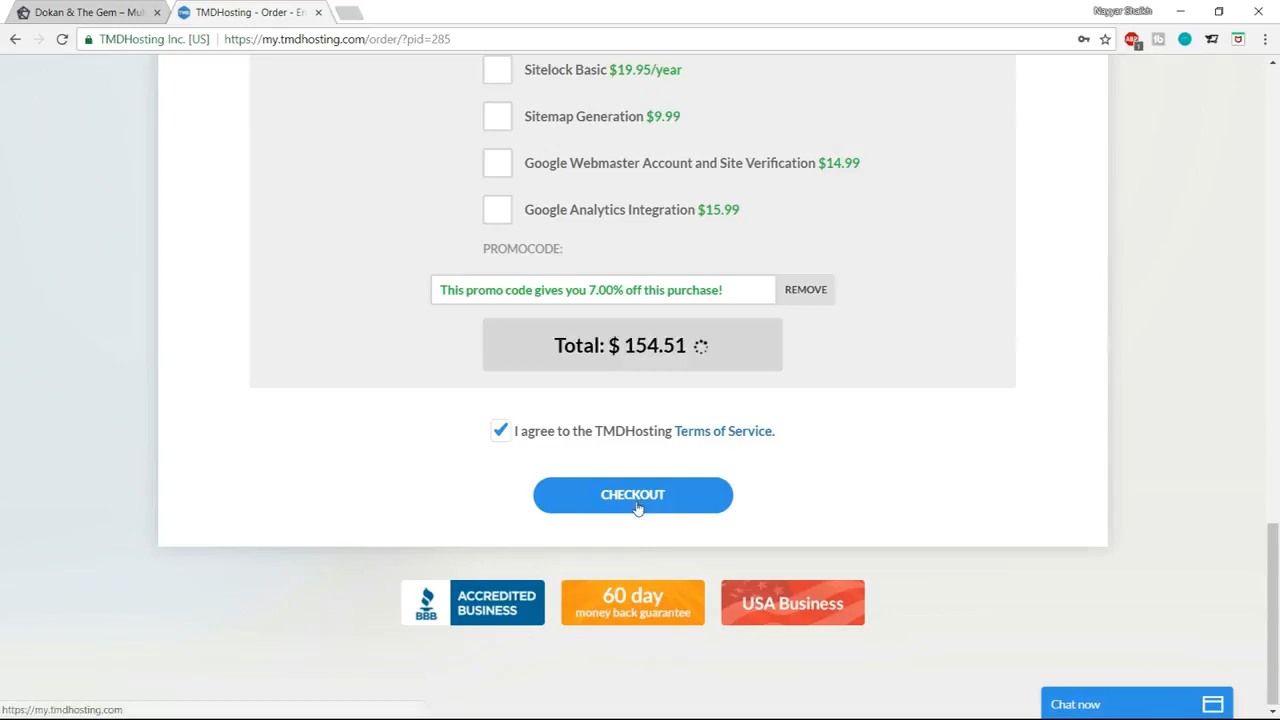 Dokan & The Gem – Mul
TMDHosting - Order - En
Nayyar Shaikh
TMDHosting Inc. [US]
https://my.tmdhosting.com/order/?pid=285
Sitelock Basic $19.95/year
Sitemap Generation $9.99
Google Webmaster Account and Site Verification $14.99
Google Analytics Integration $15.99
PROMOCODE:
This promo code gives you 7.00% off this purchase!
REMOVE
Total: $ 154.51
I agree to the TMDHosting Terms of Service.
CHECKOUT
BBB
ACCREDITED
BUSINESS
60 day
money back guarantee
USA Business
https://my.tmdhosting.com
Chat now